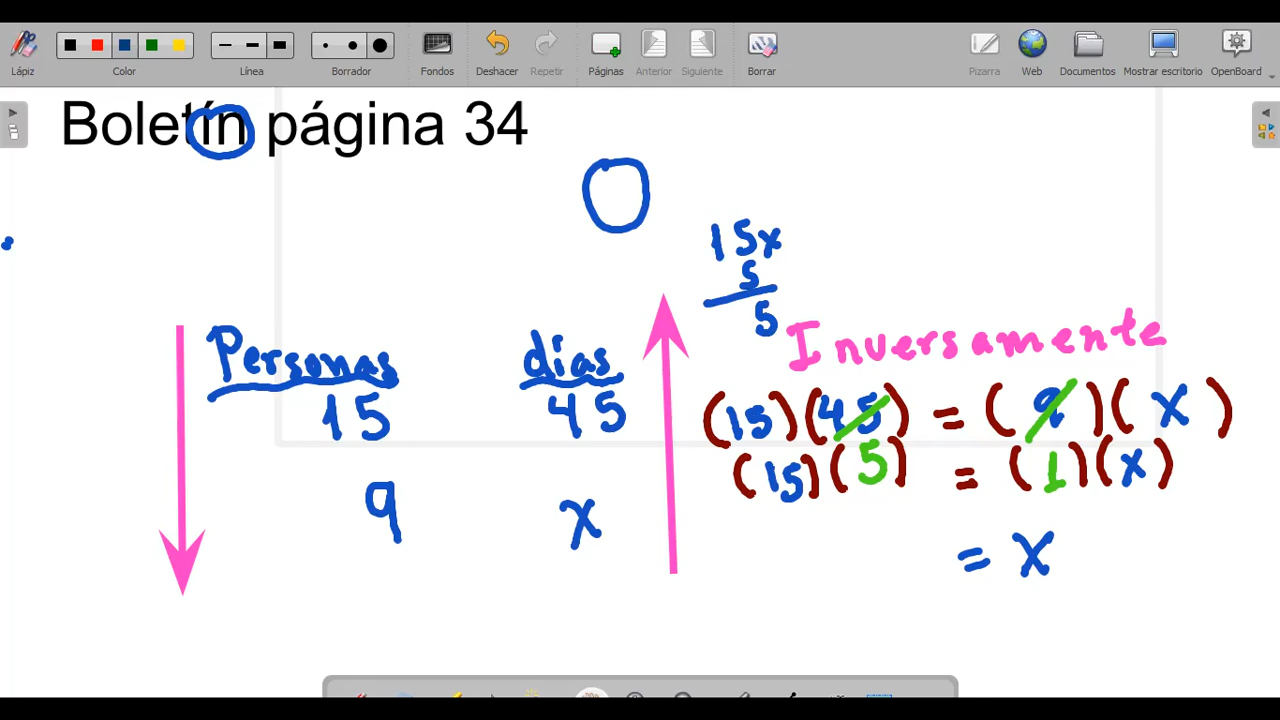 Lápiz
Color
Línea
Borrador
Fondos
Deshacer
Repetir
Páginas
Anterior
Siguiente
Borrar
Pizarra
Web
Documentos
Mostrar escritorio
OpenBoard
Boletín página 34
15x
5
5
Personas días
15 45
9 x
Inversamente
(15)(45) = (9)(x)
(15)(5) = (1)(x)
= x